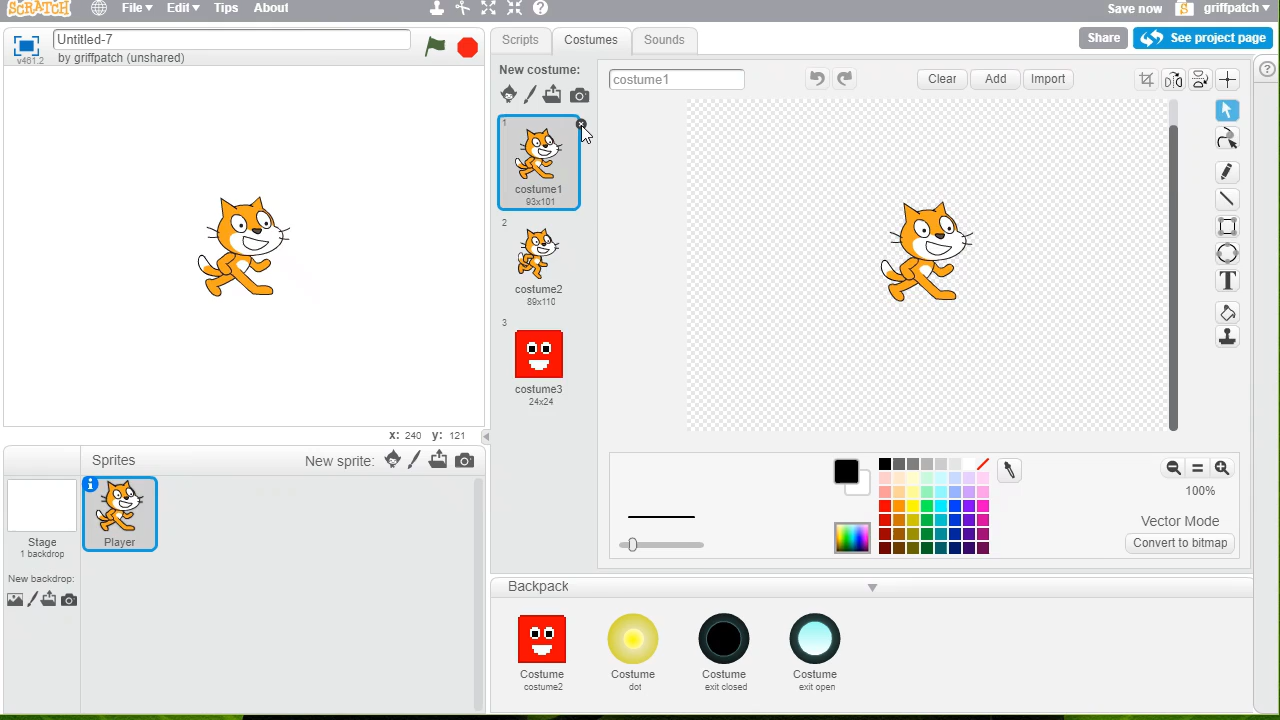 SCRATCH File▼ Edit▼ Tips About Save now griffpatch▼
Untitled-7
v461.2 by griffpatch (unshared)
Scripts Costumes Sounds Share See project page
New costume: costume1 Clear Add Import
1
costume1
93x101
2
costume2
89x110
3
costume3
24x24
T
x: 240 y: 121
Sprites New sprite:
Player
Stage
1 backdrop
New backdrop:
100%
Vector Mode
Convert to bitmap
Backpack
Costume
costume2
Costume
dot
Costume
exit closed
Costume
exit open